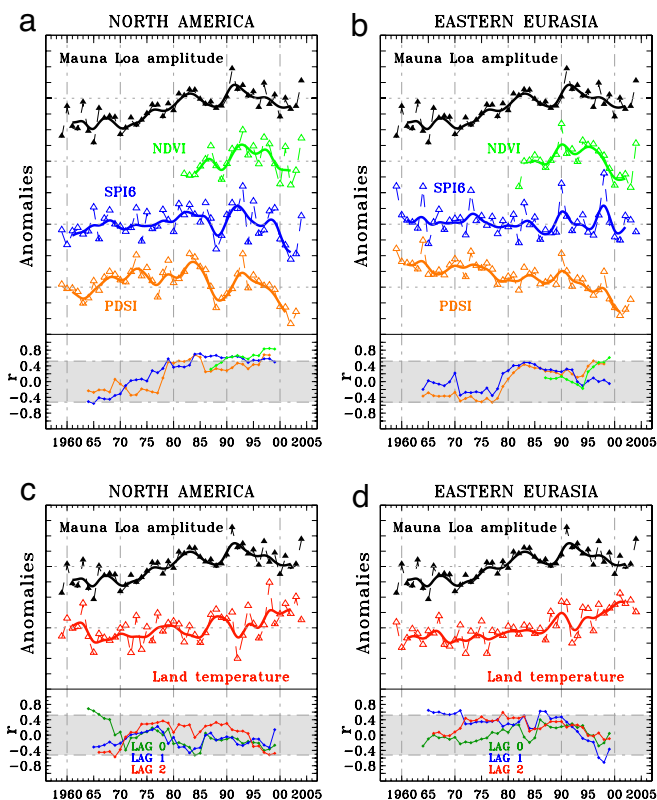 a
NORTH AMERICA
Mauna Loa amplitude
NDVI
SPI6
PDSI
Anomalies
0.8
0.4
0.0
−0.4
−0.8
r
1960 65 70 75 80 85 90 95 00 2005
b
EASTERN EURASIA
Mauna Loa amplitude
NDVI
SPI6
PDSI
Anomalies
0.8
0.4
0.0
−0.4
−0.8
r
1960 65 70 75 80 85 90 95 00 2005
c
NORTH AMERICA
Mauna Loa amplitude
Land temperature
Anomalies
0.8
0.4
0.0
−0.4
−0.8
r
LAG 0
LAG 1
LAG 2
1960 65 70 75 80 85 90 95 00 2005
d
EASTERN EURASIA
Mauna Loa amplitude
Land temperature
Anomalies
0.8
0.4
0.0
−0.4
−0.8
r
LAG 0
LAG 1
LAG 2
1960 65 70 75 80 85 90 95 00 2005